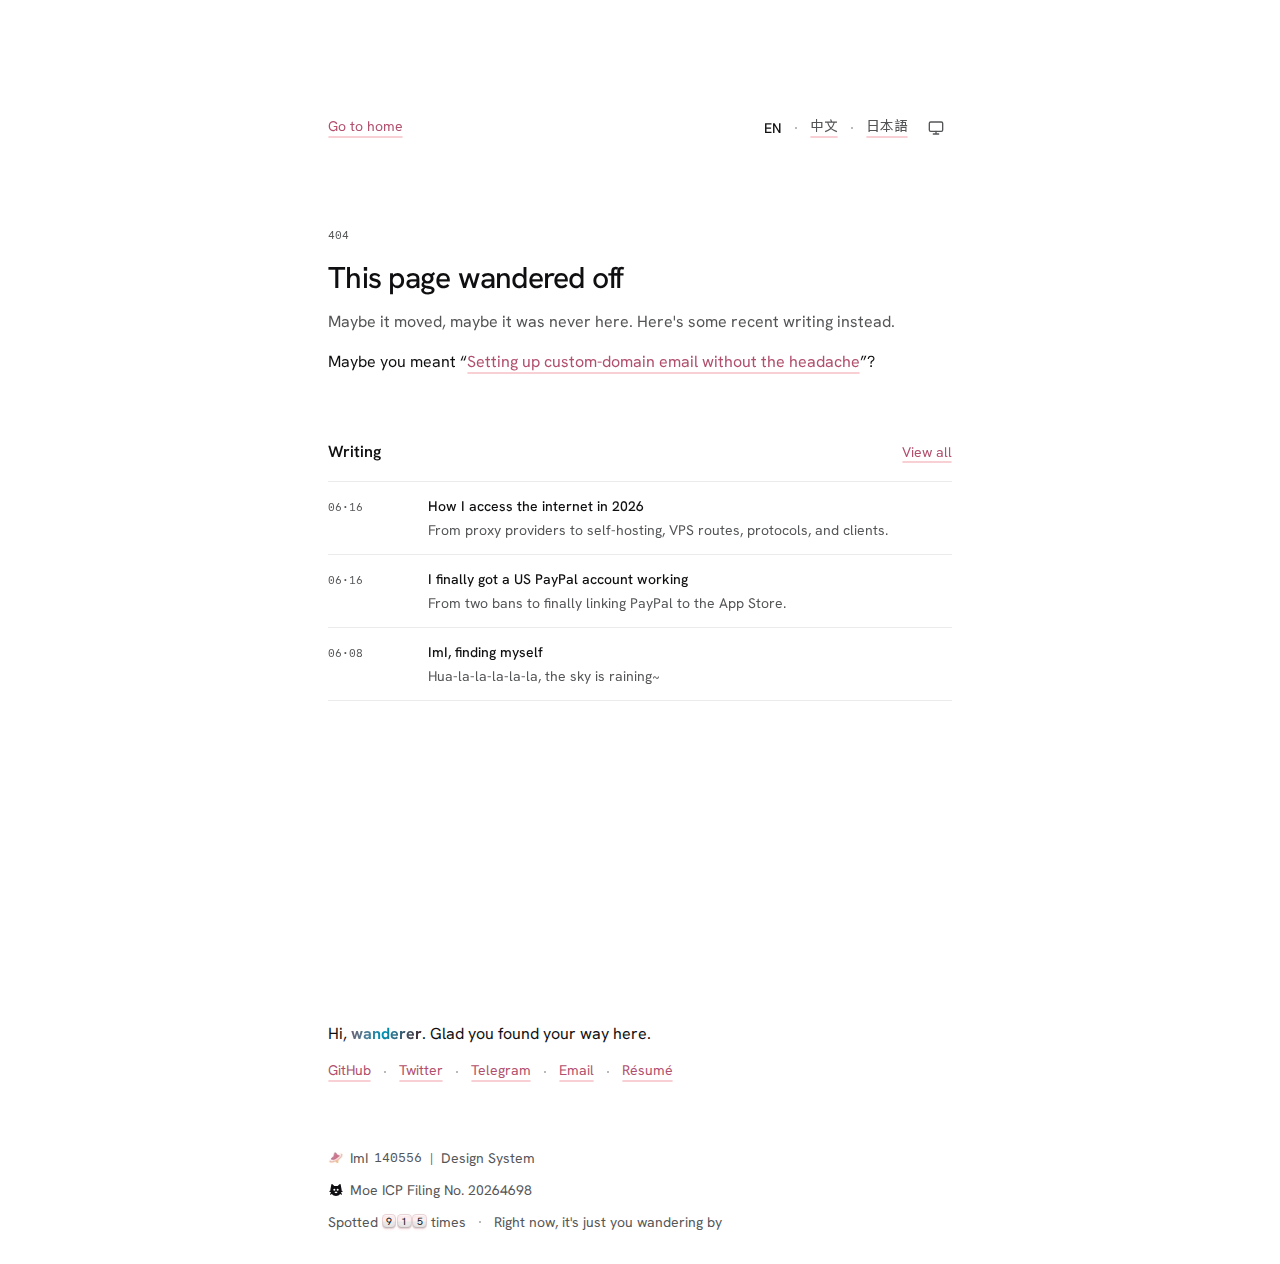 Go to home
EN · 中文 · 日本語
404
This page wandered off
Maybe it moved, maybe it was never here. Here's some recent writing instead.
Maybe you meant “Setting up custom-domain email without the headache”?
Writing
View all
06·16
How I access the internet in 2026
From proxy providers to self-hosting, VPS routes, protocols, and clients.
06·16
I finally got a US PayPal account working
From two bans to finally linking PayPal to the App Store.
06·08
ImI, finding myself
Hua-la-la-la-la-la, the sky is raining~
Hi, wanderer. Glad you found your way here.
GitHub · Twitter · Telegram · Email · Résumé
ImI 140556 | Design System
Moe ICP Filing No. 20264698
Spotted 915 times · Right now, it's just you wandering by